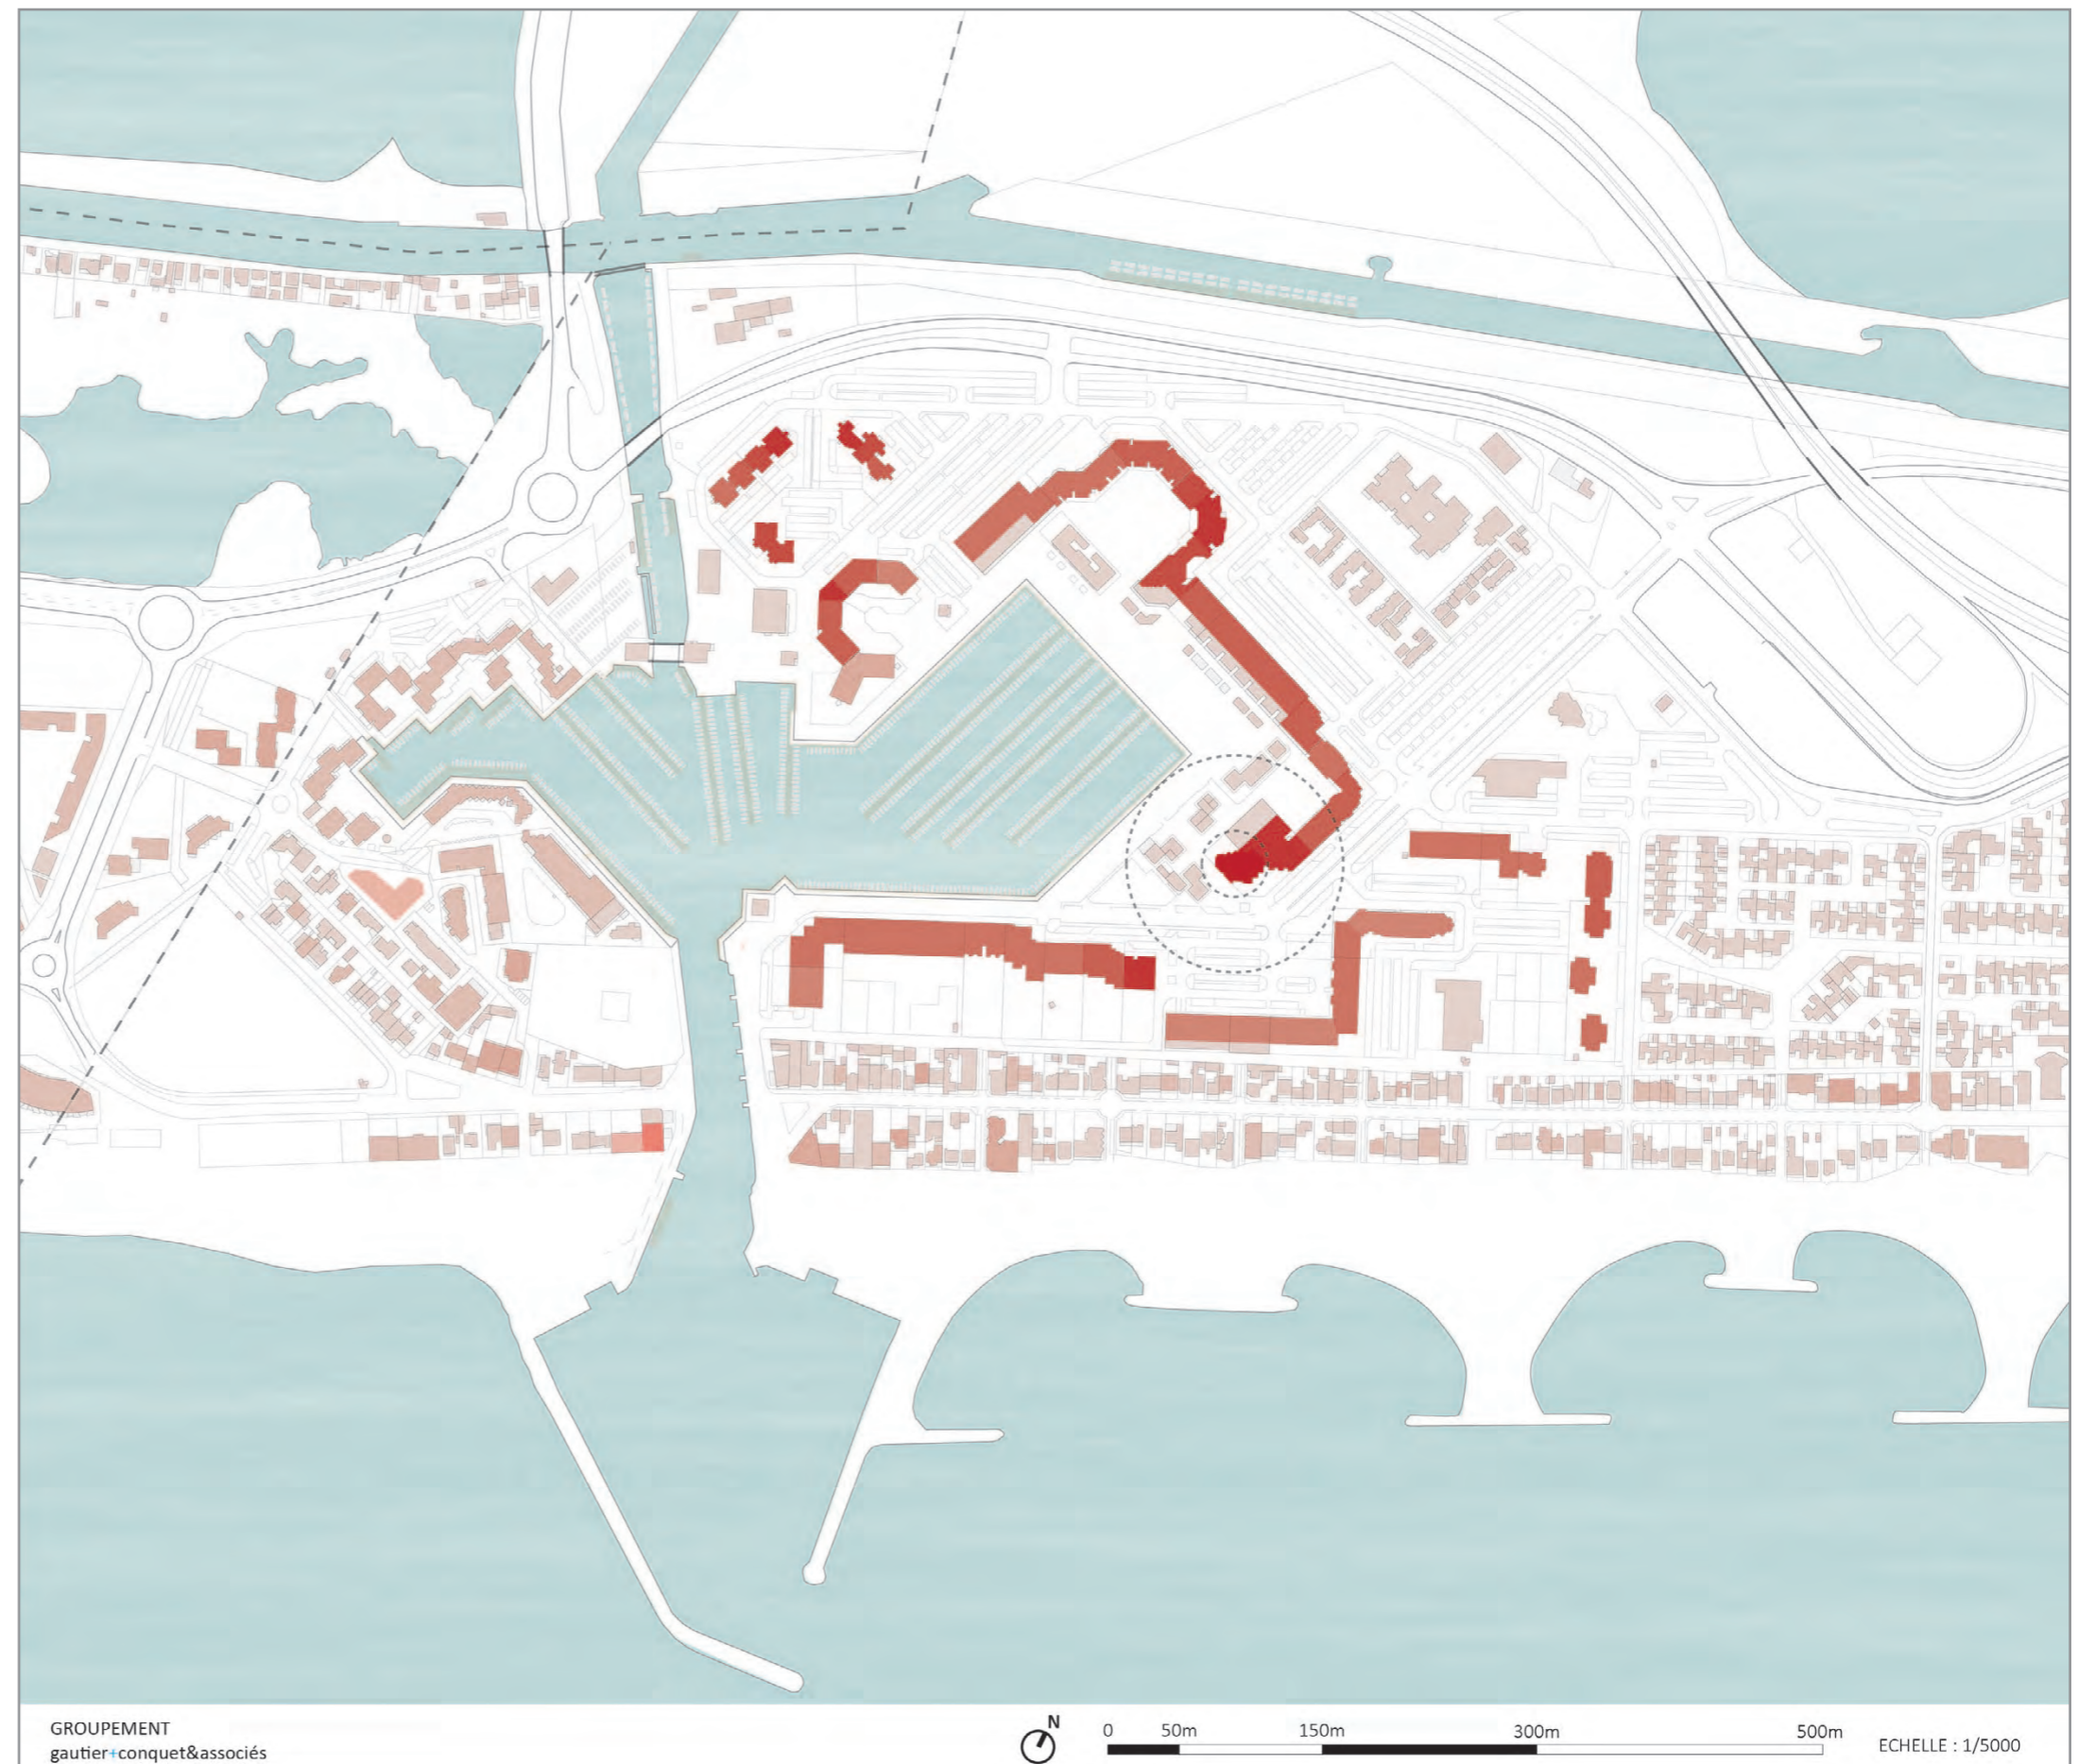 GROUPEMENT
gautier+conquet&associés
N
0 50m 150m 300m 500m
ECHELLE : 1/5000